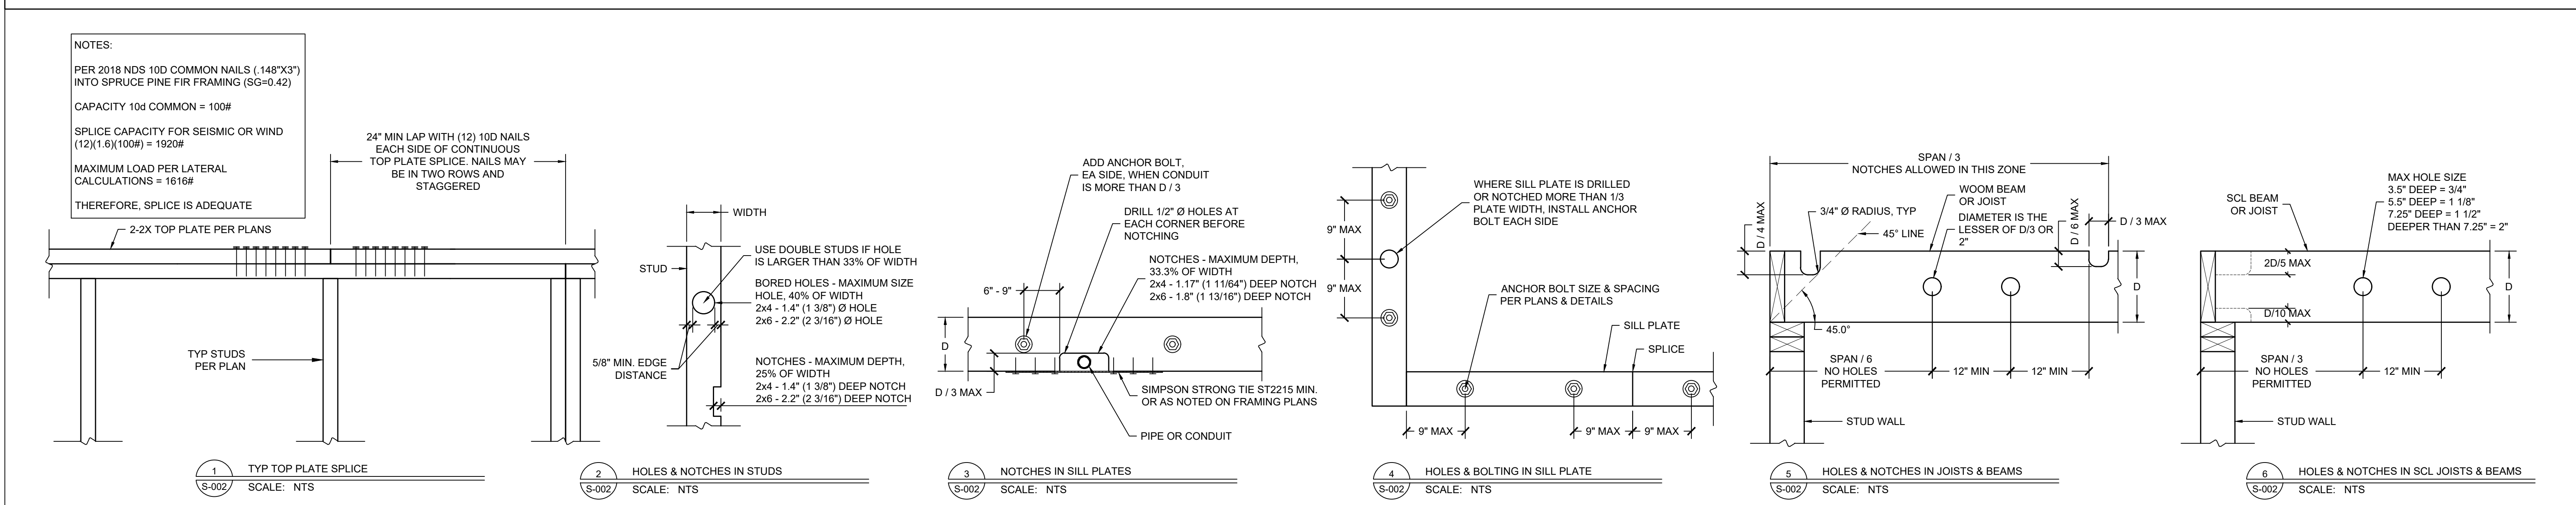 NOTES:
PER 2018 NDS 10D COMMON NAILS (.148"X3")
INTO SPRUCE PINE FIR FRAMING (SG=0.42)
CAPACITY 10d COMMON = 100#
SPLICE CAPACITY FOR SEISMIC OR WIND
(12)(1.6)(100#) = 1920#
MAXIMUM LOAD PER LATERAL
CALCULATIONS = 1616#
THEREFORE, SPLICE IS ADEQUATE
2-2X TOP PLATE PER PLANS
24" MIN LAP WITH (12) 10D NAILS
EACH SIDE OF CONTINUOUS
TOP PLATE SPLICE. NAILS MAY
BE IN TWO ROWS AND
STAGGERED
TYP STUDS
PER PLAN
1
S-002
TYP TOP PLATE SPLICE
SCALE: NTS
WIDTH
STUD
USE DOUBLE STUDS IF HOLE
IS LARGER THAN 33% OF WIDTH
BORED HOLES - MAXIMUM SIZE
HOLE, 40% OF WIDTH
2x4 - 1.4" (1 3/8") Ø HOLE
2x6 - 2.2" (2 3/16") Ø HOLE
5/8" MIN. EDGE
DISTANCE
NOTCHES - MAXIMUM DEPTH,
25% OF WIDTH
2x4 - 1.4" (1 3/8") DEEP NOTCH
2x6 - 2.2" (2 3/16") DEEP NOTCH
2
S-002
HOLES & NOTCHES IN STUDS
SCALE: NTS
ADD ANCHOR BOLT,
EA SIDE, WHEN CONDUIT
IS MORE THAN D / 3
DRILL 1/2" Ø HOLES AT
EACH CORNER BEFORE
NOTCHING
NOTCHES - MAXIMUM DEPTH,
33.3% OF WIDTH
2x4 - 1.17" (1 11/64") DEEP NOTCH
2x6 - 1.8" (1 13/16") DEEP NOTCH
6" - 9"
D
D / 3 MAX
SIMPSON STRONG TIE ST2215 MIN.
OR AS NOTED ON FRAMING PLANS
PIPE OR CONDUIT
3
S-002
NOTCHES IN SILL PLATES
SCALE: NTS
9" MAX
9" MAX
WHERE SILL PLATE IS DRILLED
OR NOTCHED MORE THAN 1/3
PLATE WIDTH, INSTALL ANCHOR
BOLT EACH SIDE
ANCHOR BOLT SIZE & SPACING
PER PLANS & DETAILS
SILL PLATE
SPLICE
9" MAX
9" MAX
9" MAX
4
S-002
HOLES & BOLTING IN SILL PLATE
SCALE: NTS
SPAN / 3
NOTCHES ALLOWED IN THIS ZONE
D / 4 MAX
3/4" Ø RADIUS, TYP
45° LINE
WOOM BEAM
OR JOIST
DIAMETER IS THE
LESSER OF D/3 OR
2"
D / 6 MAX
D / 3 MAX
D
45.0°
SPAN / 6
NO HOLES
PERMITTED
12" MIN
12" MIN
STUD WALL
5
S-002
HOLES & NOTCHES IN JOISTS & BEAMS
SCALE: NTS
SCL BEAM
OR JOIST
MAX HOLE SIZE
3.5" DEEP = 3/4"
5.5" DEEP = 1 1/8"
7.25" DEEP = 1 1/2"
DEEPER THAN 7.25" = 2"
2D/5 MAX
D/10 MAX
D
SPAN / 3
NO HOLES
PERMITTED
12" MIN
STUD WALL
6
S-002
HOLES & NOTCHES IN SCL JOISTS & BEAMS
SCALE: NTS